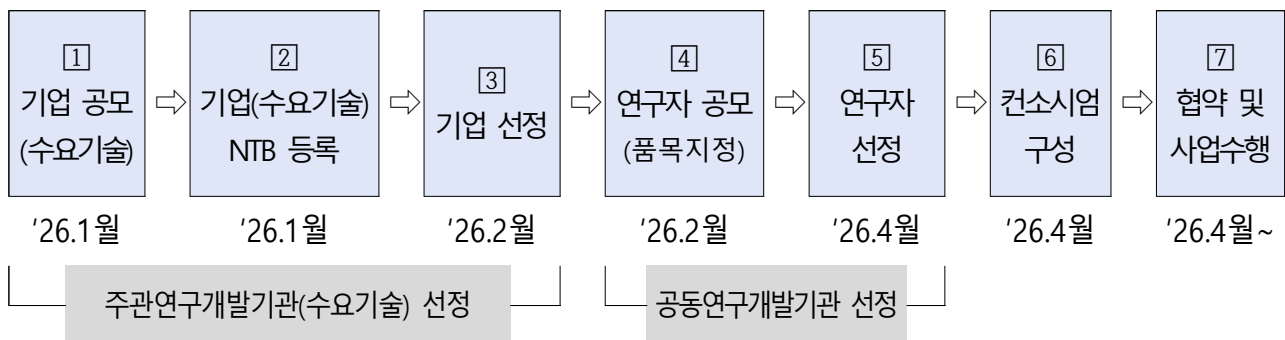 1
기업 공모
(수요기술)
⇨
2
기업(수요기술)
NTB 등록
⇨
3
기업 선정
⇨
4
연구자 공모
(품목지정)
⇨
5
연구자
선정
⇨
6
컨소시엄
구성
⇨
7
협약 및
사업수행
'26.1월
'26.1월
'26.2월
'26.2월
'26.4월
'26.4월
'26.4월~
주관연구개발기관(수요기술) 선정
공동연구개발기관 선정